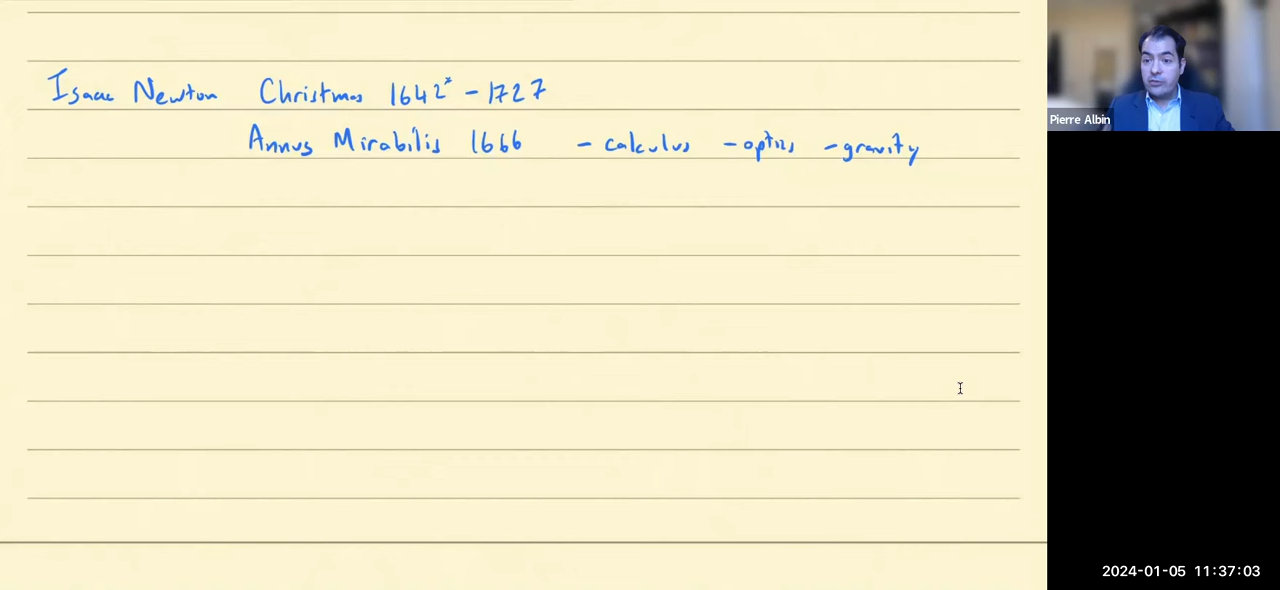 Isaac Newton Christmas 1642* - 1727
Annus Mirabilis 1666 - calculus - optics - gravity
Pierre Albin
2024-01-05 11:37:03